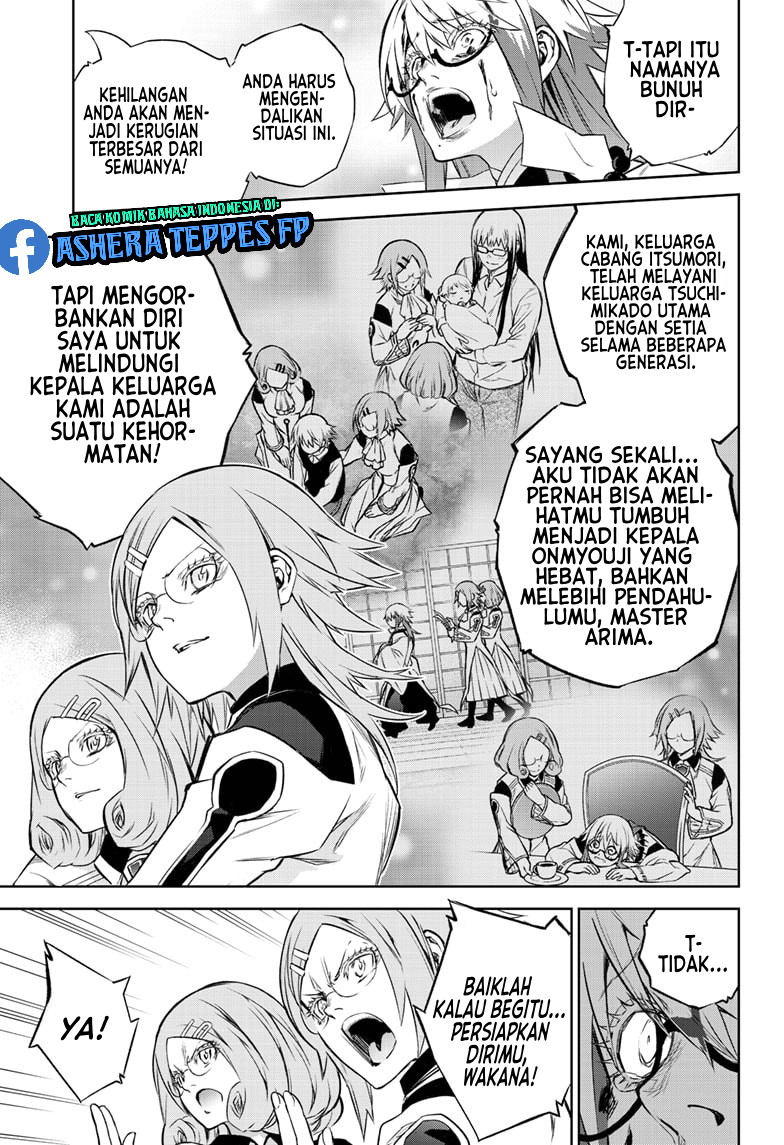 T-TAPI ITU
NAMANYA
BUNUH
DIR-
ANDA HARUS
MENGEN-
DALIKAN
SITUASI INI.
KEHILANGAN
ANDA AKAN MEN-
JADI KERUGIAN
TERBESAR DARI
SEMUANYA!
BACA KOMIK BAHASA INDONESIA DI:
f ASHERA TEPPES FP
KAMI, KELUARGA
CABANG ITSUMORI,
TELAH MELAYANI
KELUARGA TSUCHI-
MIKADO UTAMA
DENGAN SETIA
SELAMA BEBERAPA
GENERASI.
TAPI MENGOR-
BANKAN DIRI
SAYA UNTUK
MELINDUNGI
KEPALA KELUARGA
KAMI ADALAH
SUATU KEHOR-
MATAN!
SAYANG SEKALI...
AKU TIDAK AKAN
PERNAH BISA MELI-
HATMU TUMBUH
MENJADI KEPALA
ONMYOUJI YANG
HEBAT, BAHKAN
MELEBIHI PENDAHU-
LUMU, MASTER
ARIMA.
T-
TIDAK...
BAIKLAH
KALAU BEGITU...
PERSIAPKAN
DIRIMU,
WAKANA!
YA!